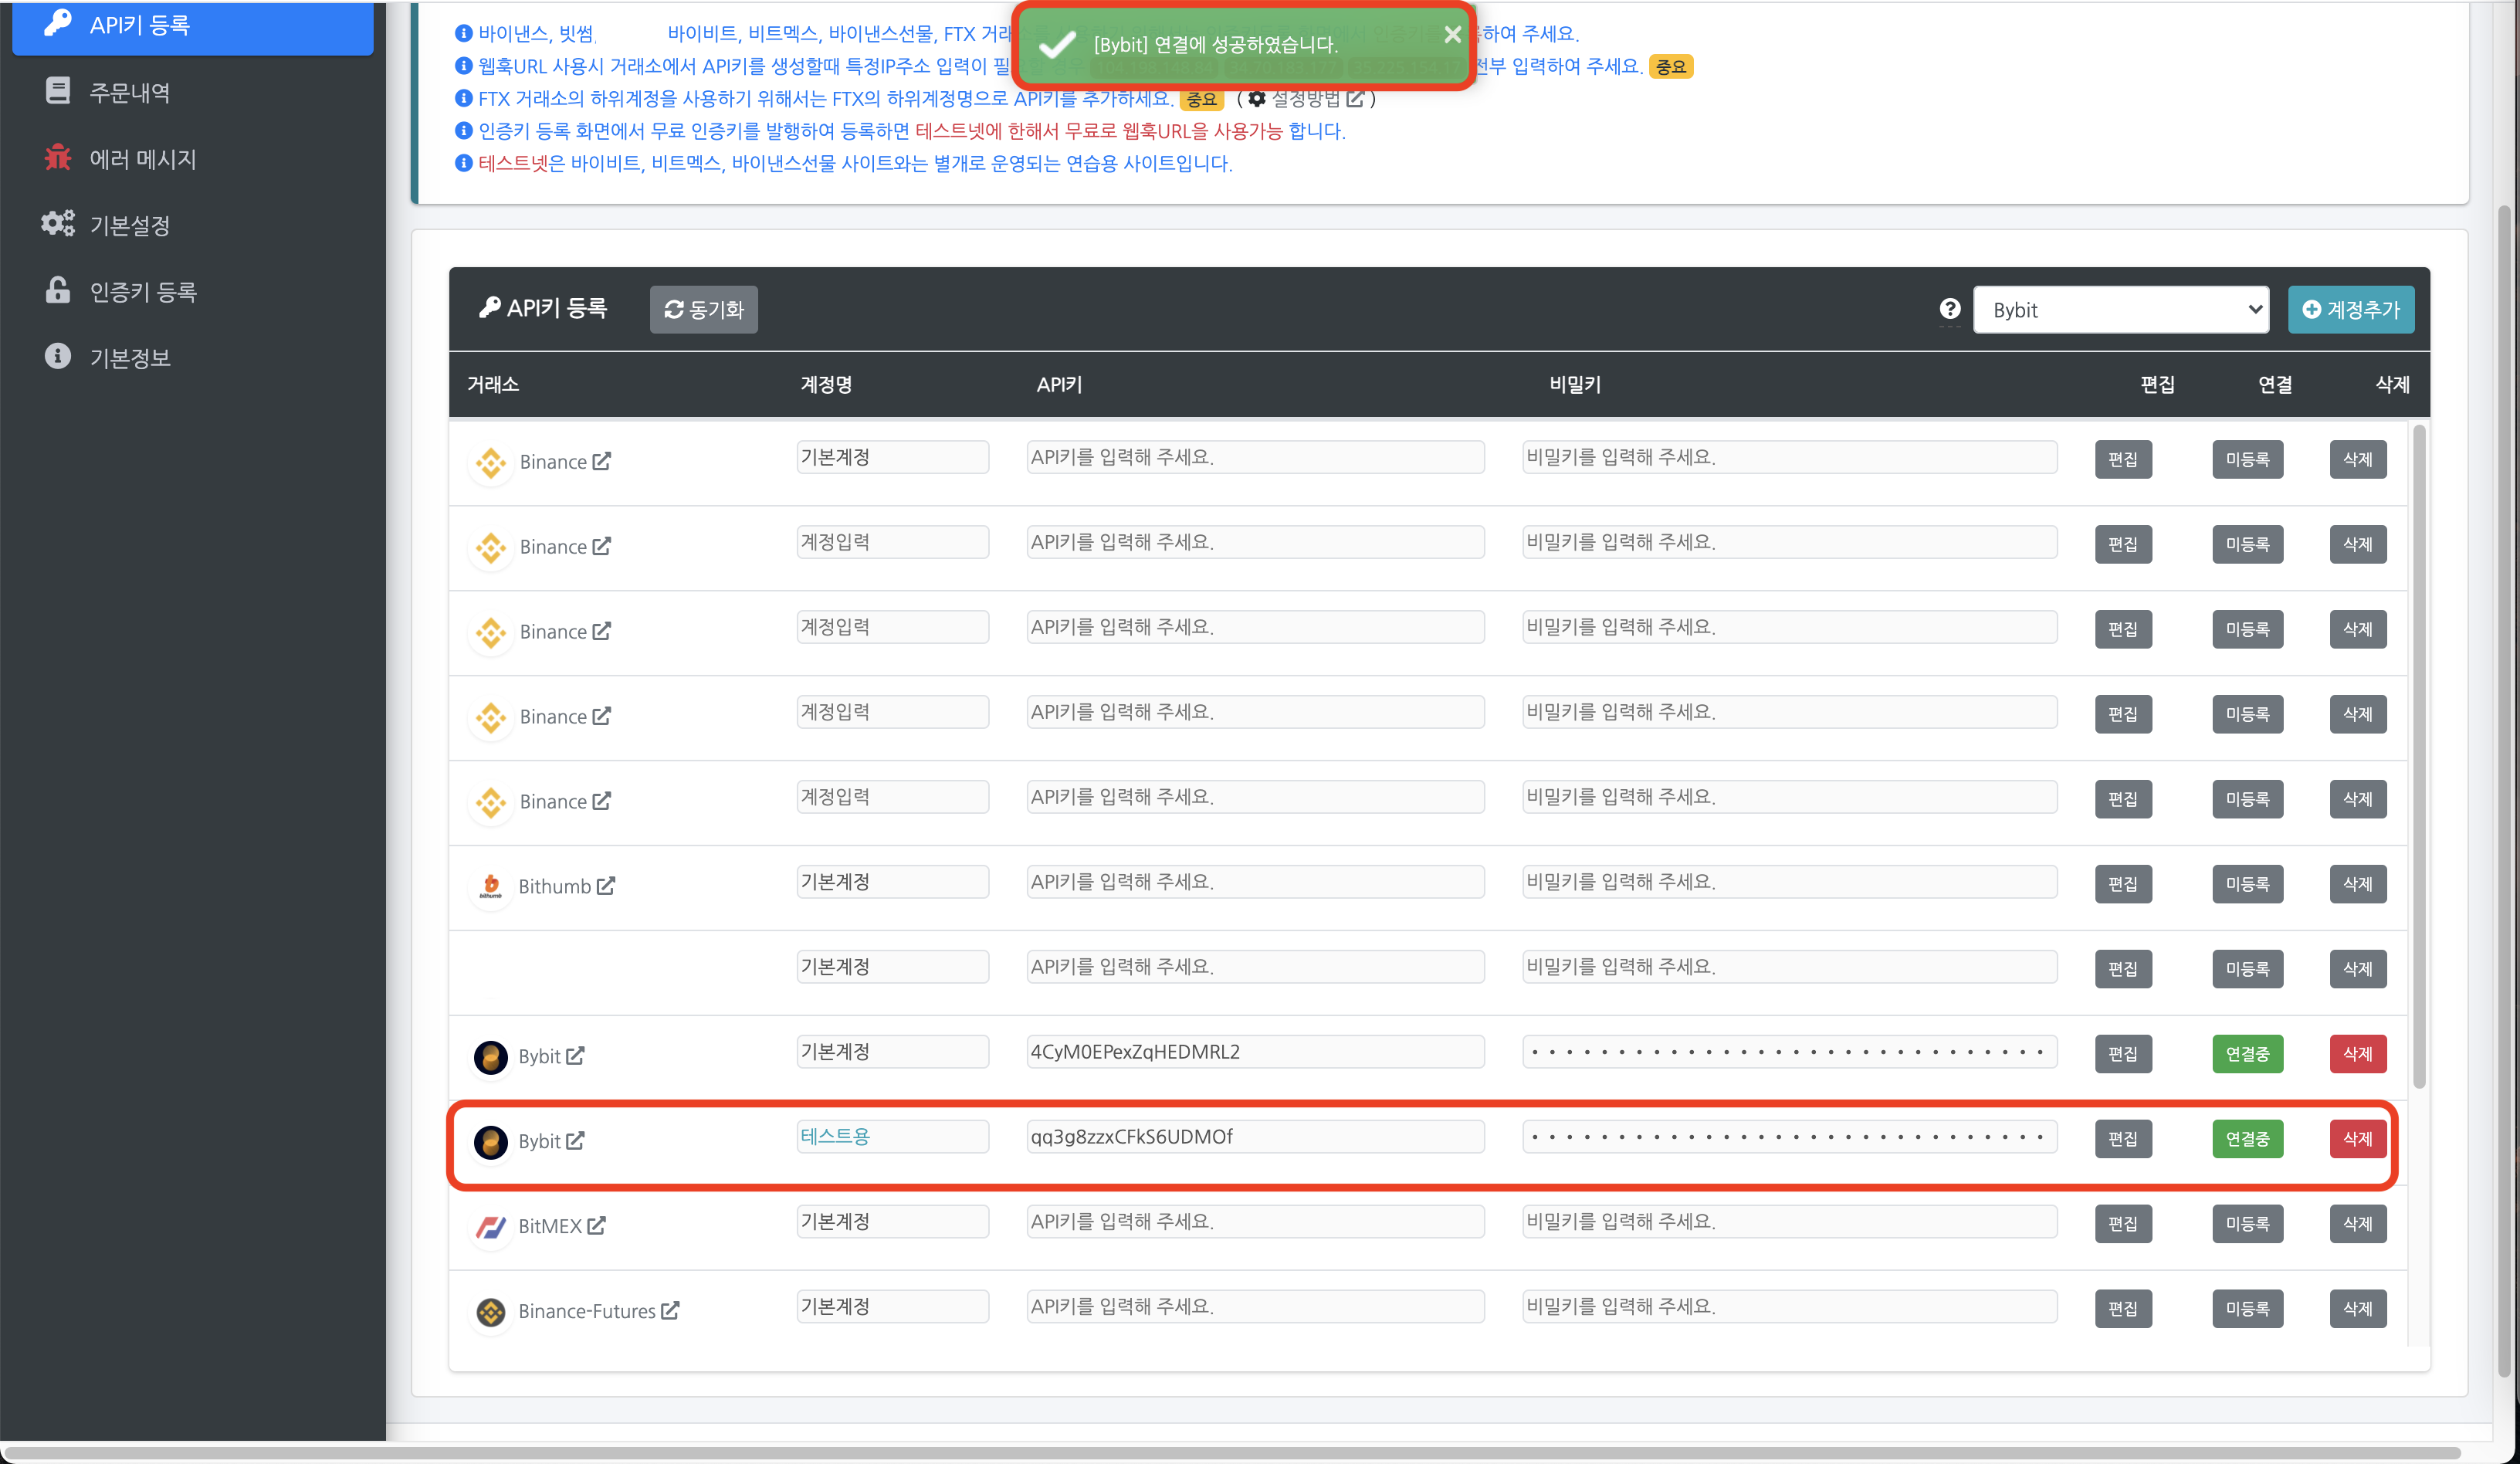 API키 등록
주문내역
에러 메시지
기본설정
인증키 등록
기본정보
[Bybit] 연결에 성공하였습니다.
바이낸스, 빗썸, 바이비트, 비트멕스, 바이낸스선물, FTX 거래 하여 주세요.
웹훅URL 사용시 거래소에서 API키를 생성할때 특정IP주소 입력이 전부 입력하여 주세요. 중요
FTX 거래소의 하위계정을 사용하기 위해서는 FTX의 하위계정명으로 API키를 추가하세요. 중요 ( 설정방법 )
인증키 등록 화면에서 무료 인증키를 발행하여 등록하면 테스트넷에 한해서 무료로 웹훅URL을 사용가능 합니다.
테스트넷은 바이비트, 비트멕스, 바이낸스선물 사이트와는 별개로 운영되는 연습용 사이트입니다.
API키 등록 동기화 Bybit 계정추가
거래소 계정명 API키 비밀키 편집 연결 삭제
Binance 기본계정 API키를 입력해 주세요. 비밀키를 입력해 주세요. 편집 미등록 삭제
Binance 계정입력 API키를 입력해 주세요. 비밀키를 입력해 주세요. 편집 미등록 삭제
Binance 계정입력 API키를 입력해 주세요. 비밀키를 입력해 주세요. 편집 미등록 삭제
Binance 계정입력 API키를 입력해 주세요. 비밀키를 입력해 주세요. 편집 미등록 삭제
Binance 계정입력 API키를 입력해 주세요. 비밀키를 입력해 주세요. 편집 미등록 삭제
Bithumb 기본계정 API키를 입력해 주세요. 비밀키를 입력해 주세요. 편집 미등록 삭제
기본계정 API키를 입력해 주세요. 비밀키를 입력해 주세요. 편집 미등록 삭제
Bybit 기본계정 4CyM0EPexZqHEDMRL2 편집 연결중 삭제
Bybit 테스트용 qq3g8zzxCFkS6UDMOf 편집 연결중 삭제
BitMEX 기본계정 API키를 입력해 주세요. 비밀키를 입력해 주세요. 편집 미등록 삭제
Binance-Futures 기본계정 API키를 입력해 주세요. 비밀키를 입력해 주세요. 편집 미등록 삭제